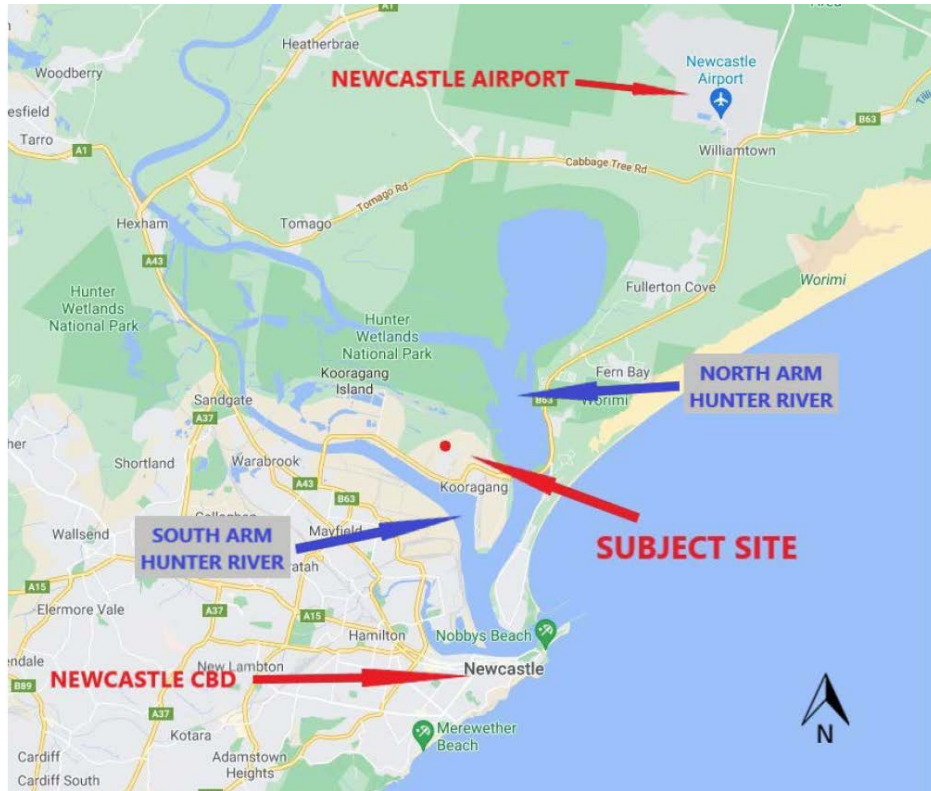 Area
A1
Heatherbrae
Woodberry
NEWCASTLE AIRPORT
Newcastle
Airport
esfield
Tarro
A1
B63
Williamtown
Cabbage Tree Rd
Tomago Rd
Hexham
Tomago
A43
Fullerton Cove
Worimi
Hunter
Wetlands
National Park
Hunter
Wetlands
National Park
Kooragang
Island
Fern Bay
Worimi
NORTH ARM
HUNTER RIVER
B63
Sandgate
A37
Shortland
Warabrook
A43
Kooragang
B63
Wallsend
Mayfield
SOUTH ARM
HUNTER RIVER
SUBJECT SITE
ratah
A15
Elermore Vale
A37
A15
Hamilton
Nobbys Beach
endale
New Lambton
Newcastle
NEWCASTLE CBD
B89
A37
Kotara
Merewether
Beach
N
Cardiff
Adamstown
Heights
Cardiff South